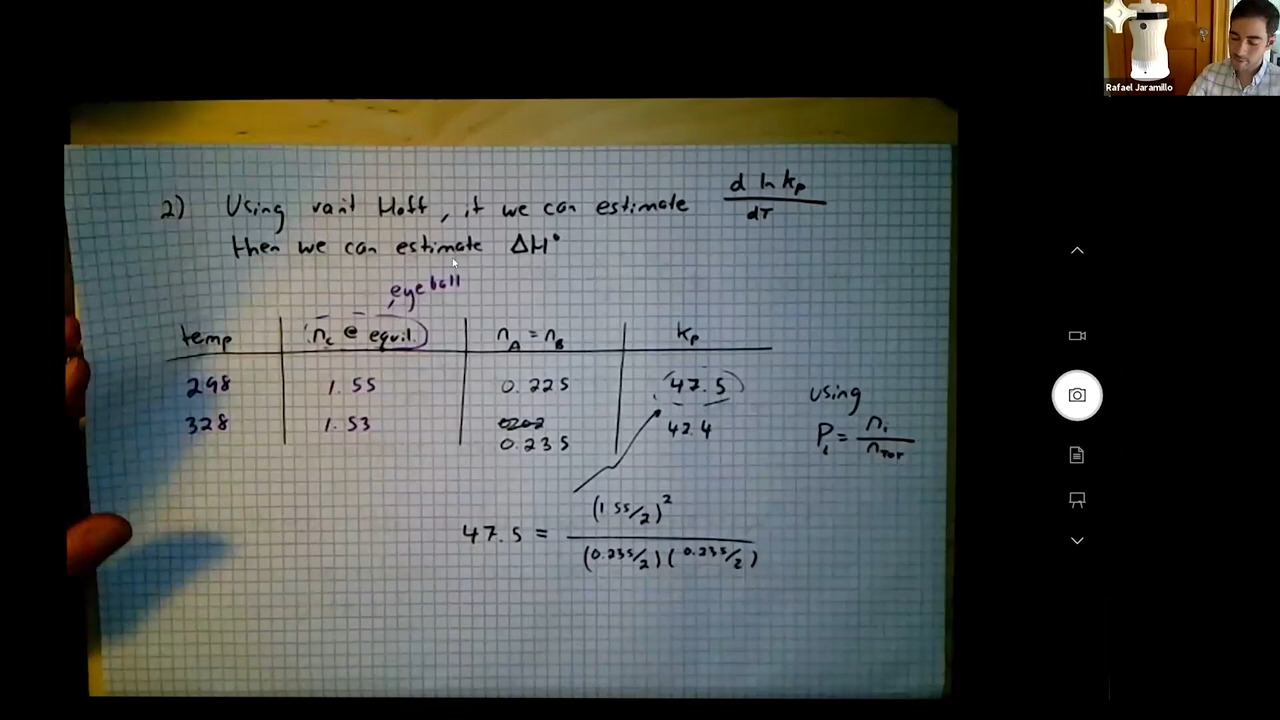 Rafael Jaramillo
2) Using van't Hoff, if we can estimate d ln Kp / dT
then we can estimate ΔH°
eyeball
temp | nc @ equil. | nA = nB | Kp
298 | 1.55 | 0.225 | 47.5
328 | 1.53 | 0.235 | 42.4
using
Pi = ni / nTOT
47.5 = (1.55/2)² / (0.235/2)(0.235/2)